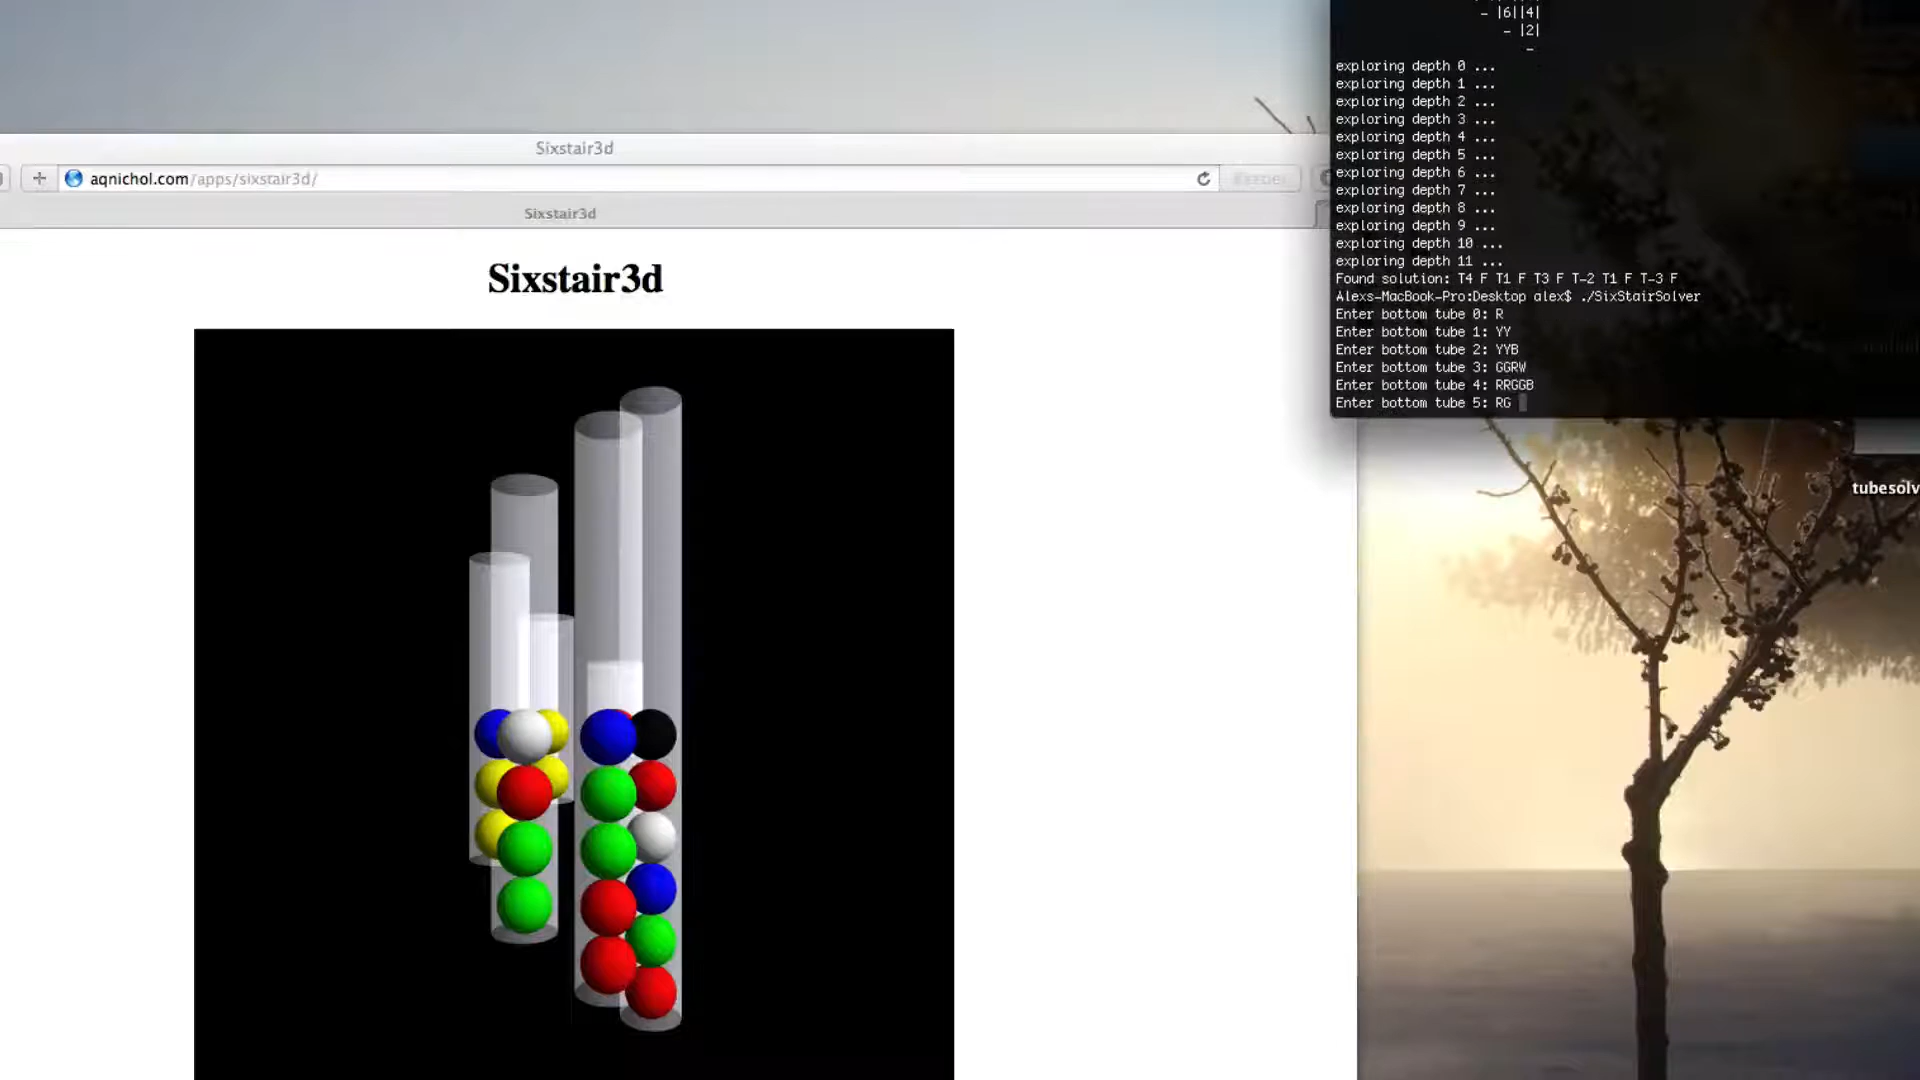 Sixstair3d
aqnichol.com/apps/sixstair3d/
Sixstair3d
Sixstair3d
- |6||4|
- |2|
-
exploring depth 0 ...
exploring depth 1 ...
exploring depth 2 ...
exploring depth 3 ...
exploring depth 4 ...
exploring depth 5 ...
exploring depth 6 ...
exploring depth 7 ...
exploring depth 8 ...
exploring depth 9 ...
exploring depth 10 ...
exploring depth 11 ...
Found solution: T4 F T1 F T3 F T-2 T1 F T-3 F
Alexs-MacBook-Pro:Desktop alex$ ./SixStairSolver
Enter bottom tube 0: R
Enter bottom tube 1: YY
Enter bottom tube 2: YYB
Enter bottom tube 3: GGRW
Enter bottom tube 4: RRGGB
Enter bottom tube 5: RG
tubesolv